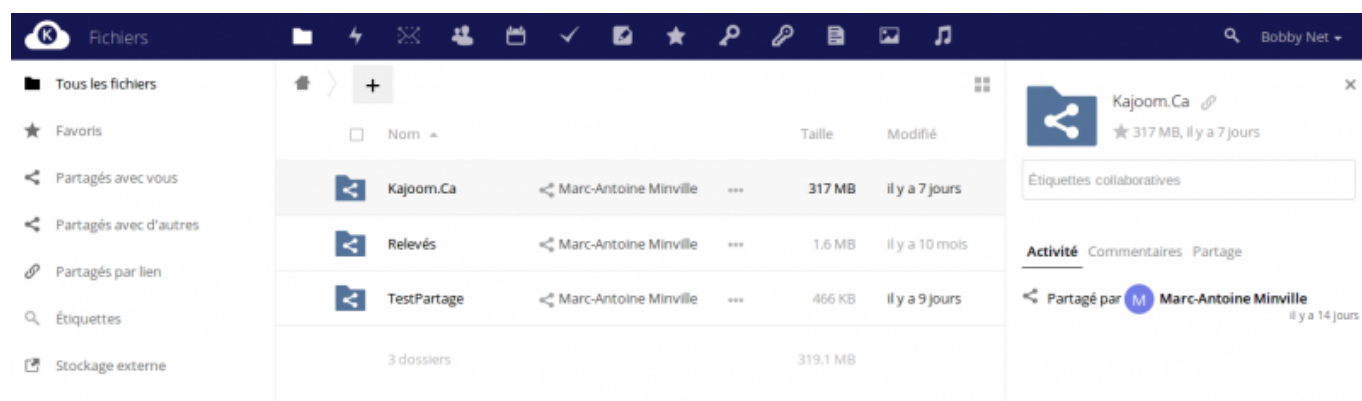 K Fichiers Bobby Net
Tous les fichiers
Favoris
Partagés avec vous
Partagés avec d'autres
Partagés par lien
Étiquettes
Stockage externe
+
Nom Taille Modifié
Kajoom.Ca Marc-Antoine Minville ••• 317 MB il y a 7 jours
Relevés Marc-Antoine Minville ••• 1.6 MB il y a 10 mois
TestPartage Marc-Antoine Minville ••• 466 KB il y a 9 jours
3 dossiers 319.1 MB
Kajoom.Ca
317 MB, il y a 7 jours
Étiquettes collaboratives
Activité Commentaires Partage
Partagé par M Marc-Antoine Minville
il y a 14 jours